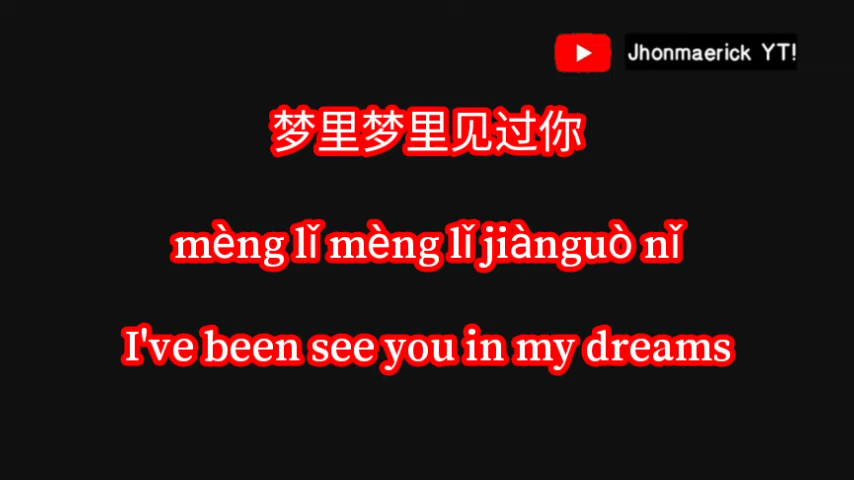 Jhonmaerick YT!
梦里梦里见过你
mèng lǐ mèng lǐ jiànguò nǐ
I've been see you in my dreams